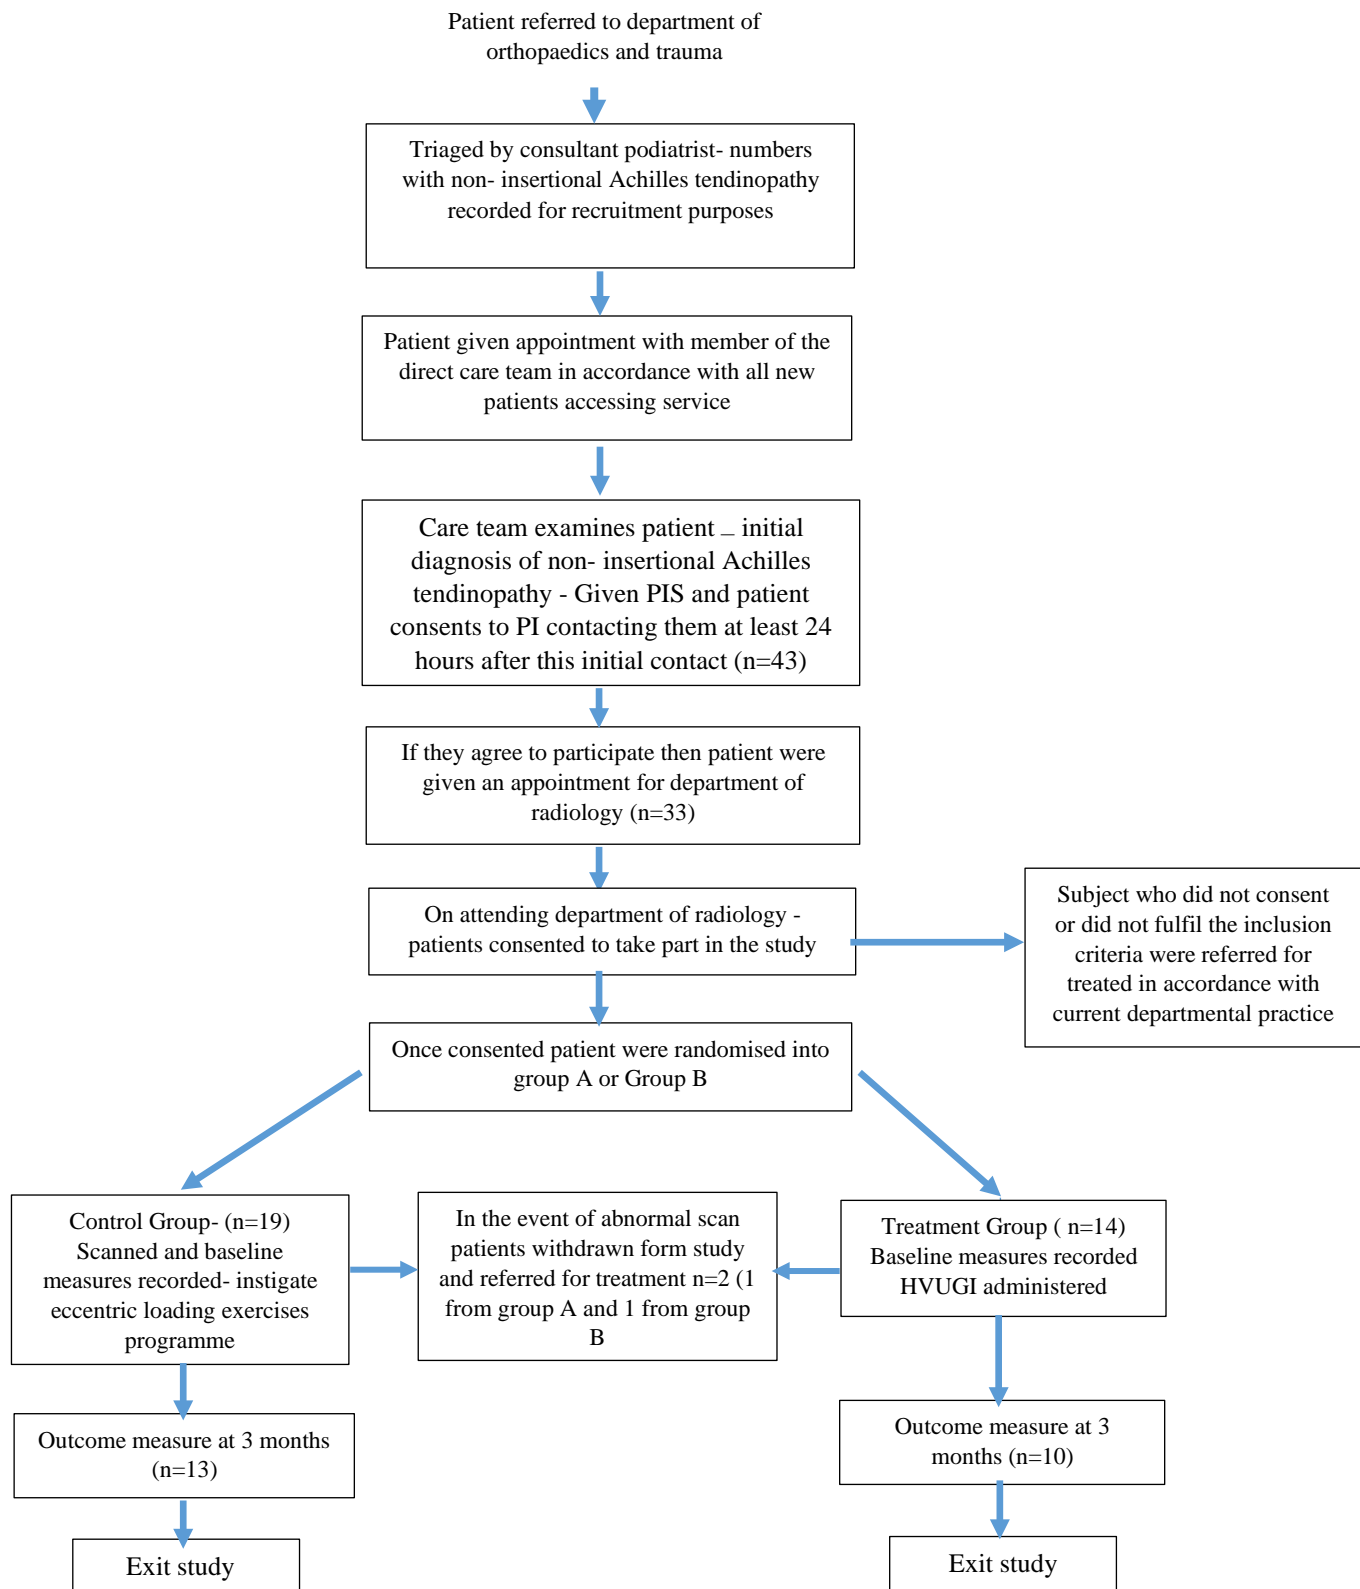 Patient referred to department of
orthopaedics and trauma
Triaged by consultant podiatrist- numbers
with non- insertional Achilles tendinopathy
recorded for recruitment purposes
Patient given appointment with member of the
direct care team in accordance with all new
patients accessing service
Care team examines patient – initial
diagnosis of non- insertional Achilles
tendinopathy - Given PIS and patient
consents to PI contacting them at least 24
hours after this initial contact (n=43)
If they agree to participate then patient were
given an appointment for department of
radiology (n=33)
On attending department of radiology -
patients consented to take part in the study
Subject who did not consent
or did not fulfil the inclusion
criteria were referred for
treated in accordance with
current departmental practice
Once consented patient were randomised into
group A or Group B
Control Group- (n=19)
Scanned and baseline
measures recorded- instigate
eccentric loading exercises
programme
In the event of abnormal scan
patients withdrawn form study
and referred for treatment n=2 (1
from group A and 1 from group
B
Treatment Group ( n=14)
Baseline measures recorded
HVUGI administered
Outcome measure at 3 months
(n=13)
Outcome measure at 3
months (n=10)
Exit study
Exit study